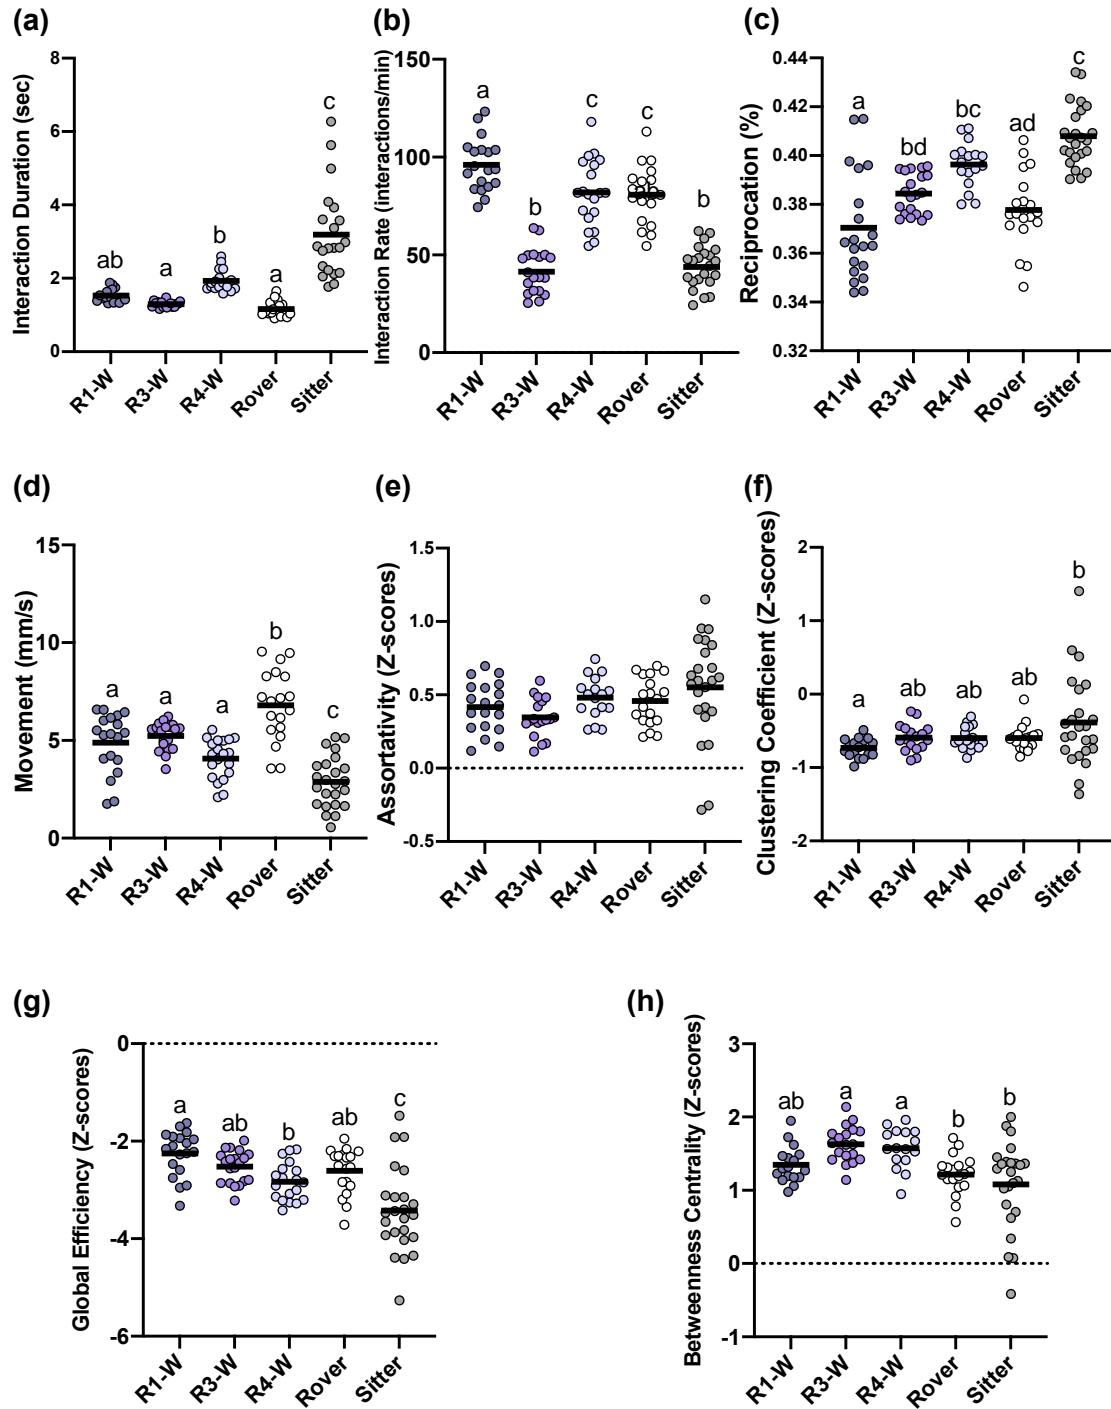 (a)
Interaction Duration (sec)
8
6
4
2
0
ab
a
b
a
c
R1-W
R3-W
R4-W
Rover
Sitter
(b)
Interaction Rate (interactions/min)
150
100
50
0
a
b
c
c
b
R1-W
R3-W
R4-W
Rover
Sitter
(c)
Reciprocation (%)
0.44
0.42
0.40
0.38
0.36
0.34
0.32
a
bd
bc
ad
c
R1-W
R3-W
R4-W
Rover
Sitter
(d)
Movement (mm/s)
15
10
5
0
a
a
a
b
c
R1-W
R3-W
R4-W
Rover
Sitter
(e)
Assortativity (Z-scores)
1.5
1.0
0.5
0.0
-0.5
R1-W
R3-W
R4-W
Rover
Sitter
(f)
Clustering Coefficient (Z-scores)
2
-0
-1
-2
a
ab
ab
ab
b
R1-W
R3-W
R4-W
Rover
Sitter
(g)
Global Efficiency (Z-scores)
0
-2
-4
-6
a
ab
b
ab
c
R1-W
R3-W
R4-W
Rover
Sitter
(h)
Betweenness Centrality (Z-scores)
3
2
1
0
-1
ab
a
a
b
b
R1-W
R3-W
R4-W
Rover
Sitter